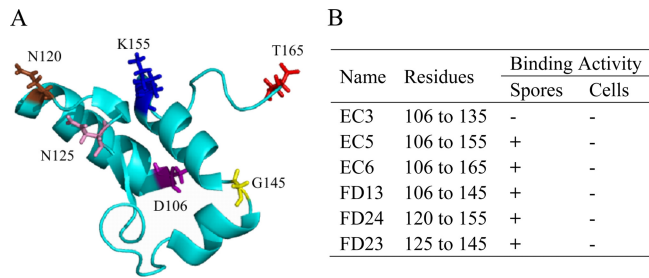 A
N120
K155
T165
N125
D106
G145
B
Name Residues Binding Activity
Spores Cells
EC3 106 to 135 - -
EC5 106 to 155 + -
EC6 106 to 165 + -
FD13 106 to 145 + -
FD24 120 to 155 + -
FD23 125 to 145 + -